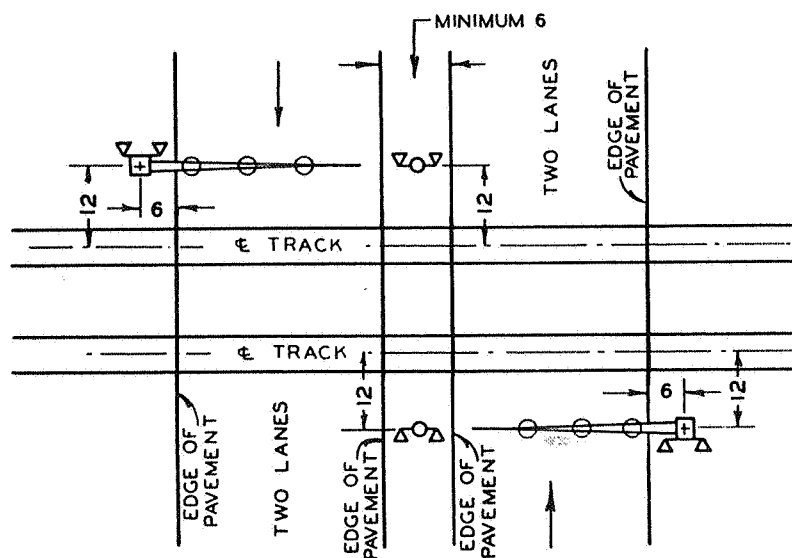 MINIMUM 6
TWO LANES
EDGE OF
PAVEMENT
12
6
12
℄ TRACK
℄ TRACK
12
6
12
EDGE OF
PAVEMENT
TWO LANES
EDGE OF
PAVEMENT
EDGE OF
PAVEMENT